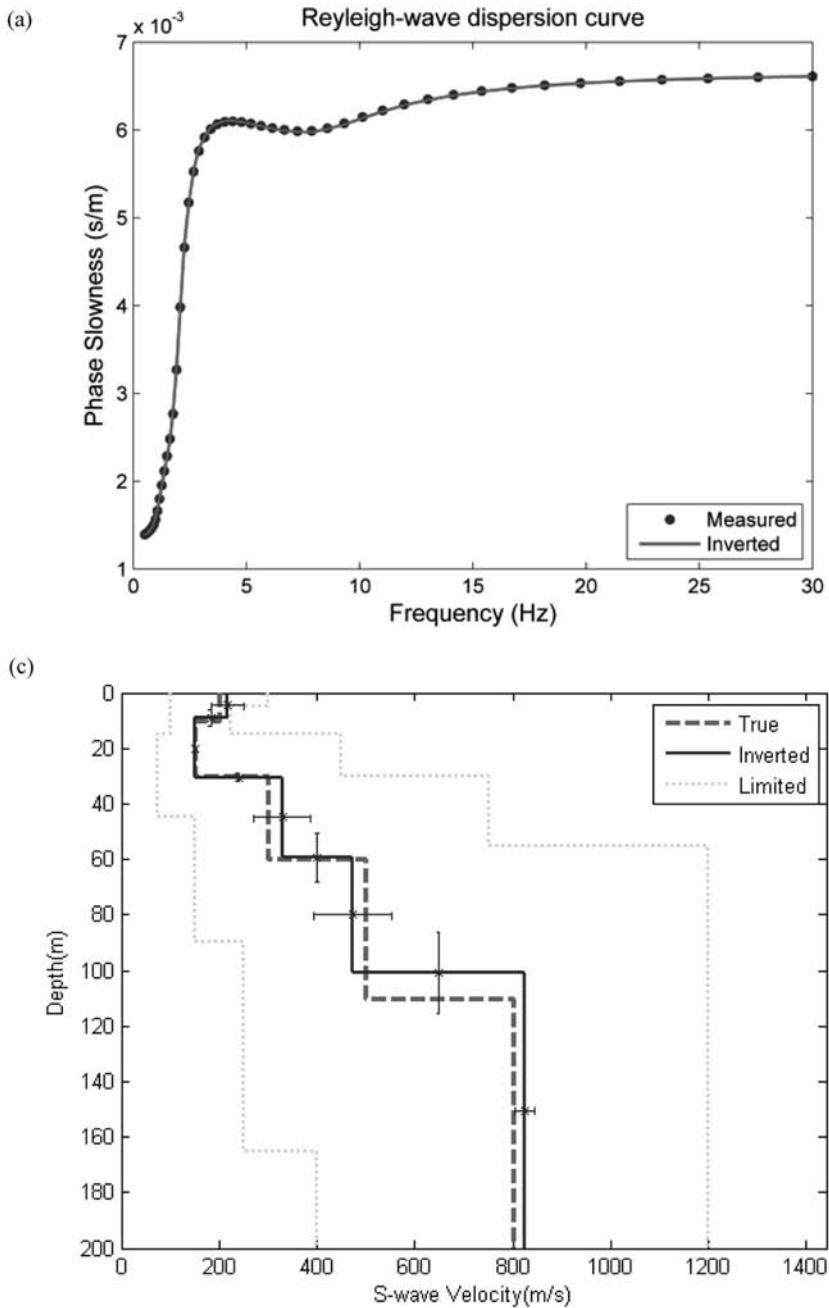 (a)
Reyleigh-wave dispersion curve
7 × 10⁻³
6
5
4
3
2
1
Phase Slowness (s/m)
0 5 10 15 20 25 30
Frequency (Hz)
Measured
Inverted
(c)
0
20
40
60
80
100
120
140
160
180
200
Depth(m)
True
Inverted
Limited
0 200 400 600 800 1000 1200 1400
S-wave Velocity(m/s)